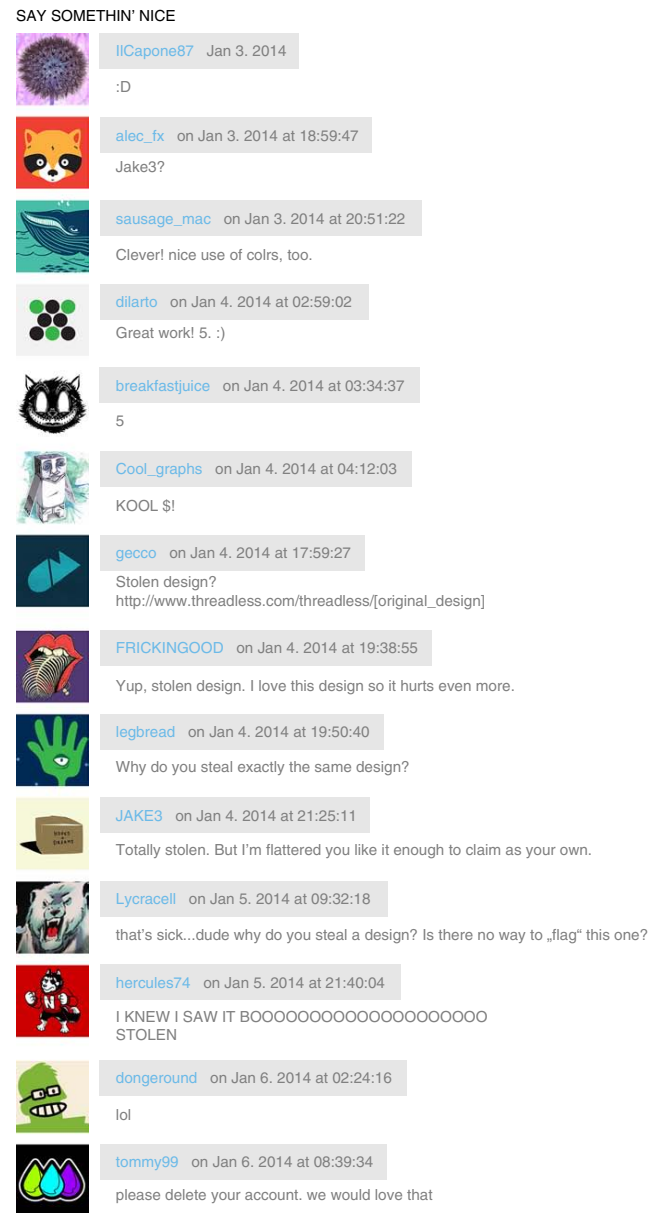 SAY SOMETHIN’ NICE
IlCapone87 Jan 3. 2014
:D
alec_fx on Jan 3. 2014 at 18:59:47
Jake3?
sausage_mac on Jan 3. 2014 at 20:51:22
Clever! nice use of colrs, too.
dilarto on Jan 4. 2014 at 02:59:02
Great work! 5. :)
breakfastjuice on Jan 4. 2014 at 03:34:37
5
Cool_graphs on Jan 4. 2014 at 04:12:03
KOOL $!
gecco on Jan 4. 2014 at 17:59:27
Stolen design?
http://www.threadless.com/threadless/[original_design]
FRICKINGOOD on Jan 4. 2014 at 19:38:55
Yup, stolen design. I love this design so it hurts even more.
legbread on Jan 4. 2014 at 19:50:40
Why do you steal exactly the same design?
JAKE3 on Jan 4. 2014 at 21:25:11
Totally stolen. But I’m flattered you like it enough to claim as your own.
Lycracell on Jan 5. 2014 at 09:32:18
that’s sick...dude why do you steal a design? Is there no way to „flag“ this one?
hercules74 on Jan 5. 2014 at 21:40:04
I KNEW I SAW IT BOOOOOOOOOOOOOOOOOOOO
STOLEN
N
dongeround on Jan 6. 2014 at 02:24:16
lol
tommy99 on Jan 6. 2014 at 08:39:34
please delete your account. we would love that